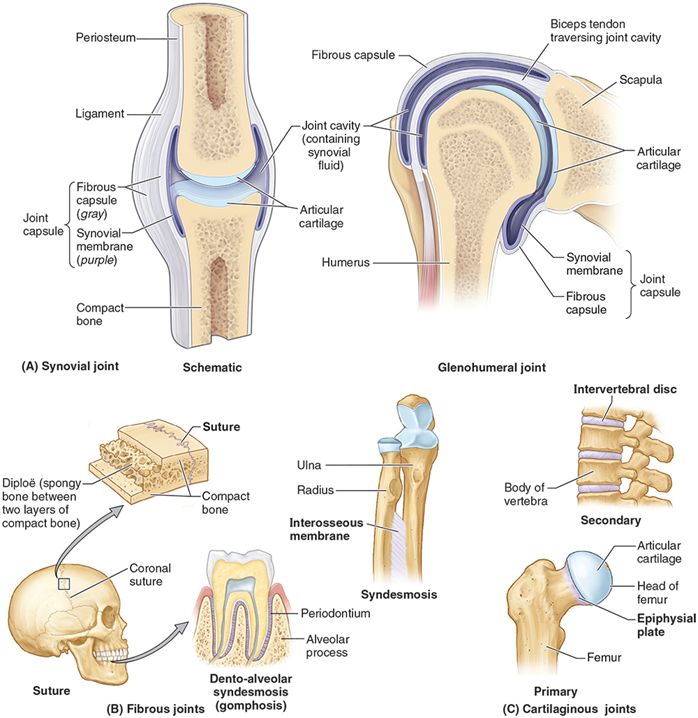 Periosteum
Ligament
Joint
capsule
Fibrous
capsule
(gray)
Synovial
membrane
(purple)
Compact
bone
Joint cavity
(containing
synovial
fluid)
Articular
cartilage
(A) Synovial joint
Schematic
Biceps tendon
traversing joint cavity
Fibrous capsule
Scapula
Articular
cartilage
Humerus
Synovial
membrane
Fibrous
capsule
Joint
capsule
Glenohumeral joint
Suture
Diploë (spongy
bone between
two layers of
compact bone)
Compact
bone
Coronal
suture
Suture
Periodontium
Alveolar
process
Dento-alveolar
syndesmosis
(gomphosis)
(B) Fibrous joints
Ulna
Radius
Interosseous
membrane
Syndesmosis
Intervertebral disc
Body of
vertebra
Secondary
Articular
cartilage
Head of
femur
Epiphysial
plate
Femur
Primary
(C) Cartilaginous joints